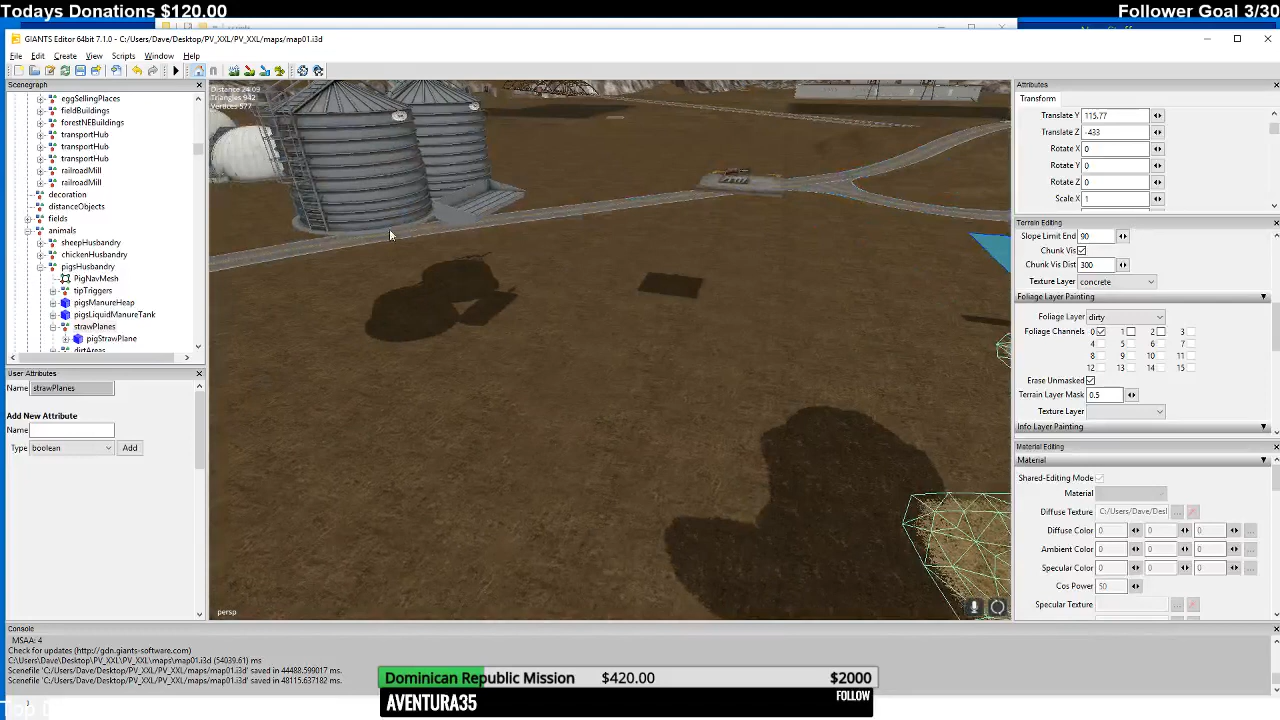 Todays Donations $120.00
Follower Goal 3/30
GIANTS Editor 64bit 7.1.0 - C:/Users/Dave/Desktop/PV_XXL/PV_XXL/maps/map01.i3d
File Edit View Create Scripts Window Help
Scenegraph
eggSellingPlaces
fieldBuildings
forestNEBuildings
transportHub
transportHub
transportHub
railroadMill
railroadMill
decoration
distanceObjects
fields
animals
sheepHusbandry
chickenHusbandry
pigsHusbandry
PigNavMesh
tipTriggers
pigsManureHeap
pigsLiquidManureTank
strawPlanes
pigStrawPlane
dirtAreas
User Attributes
Name strawPlanes
Add New Attribute
Name
Type boolean Add
Distance 24.09
Triangles 942
Vertices 577
persp
Attributes
Transform
Translate Y 115.77
Translate Z -433
Rotate X 0
Rotate Y 0
Rotate Z 0
Scale X 1
Terrain Editing
Slope Limit End 90
Chunk Vis
Chunk Vis Dist 300
Texture Layer concrete
Foliage Layer Painting
Foliage Layer dirty
Foliage Channels 0 1 2 3
4 5 6 7
8 9 10 11
12 13 14 15
Erase Unmasked
Terrain Layer Mask 0.5
Texture Layer
Info Layer Painting
Material Editing
Material
Shared-Editing Mode
Material
Diffuse Texture C:/Users/Dave/Desl ...
Diffuse Color 0 0 0 ...
Ambient Color 0 0 0 ...
Specular Color 0 0 0 ...
Cos Power 50
Specular Texture ...
Console
MSAA: 4
Check for updates (http://gdn.giants-software.com)
C:\Users\Dave\Desktop\PV_XXL\PV_XXL\maps\map01.i3d (54039.61) ms
Scenefile 'C:/Users/Dave/Desktop/PV_XXL/PV_XXL/maps/map01.i3d' saved in 44488.599017 ms.
Scenefile 'C:/Users/Dave/Desktop/PV_XXL/PV_XXL/maps/map01.i3d' saved in 48115.637182 ms.
Dominican Republic Mission $420.00 $2000
AVENTURA35 FOLLOW